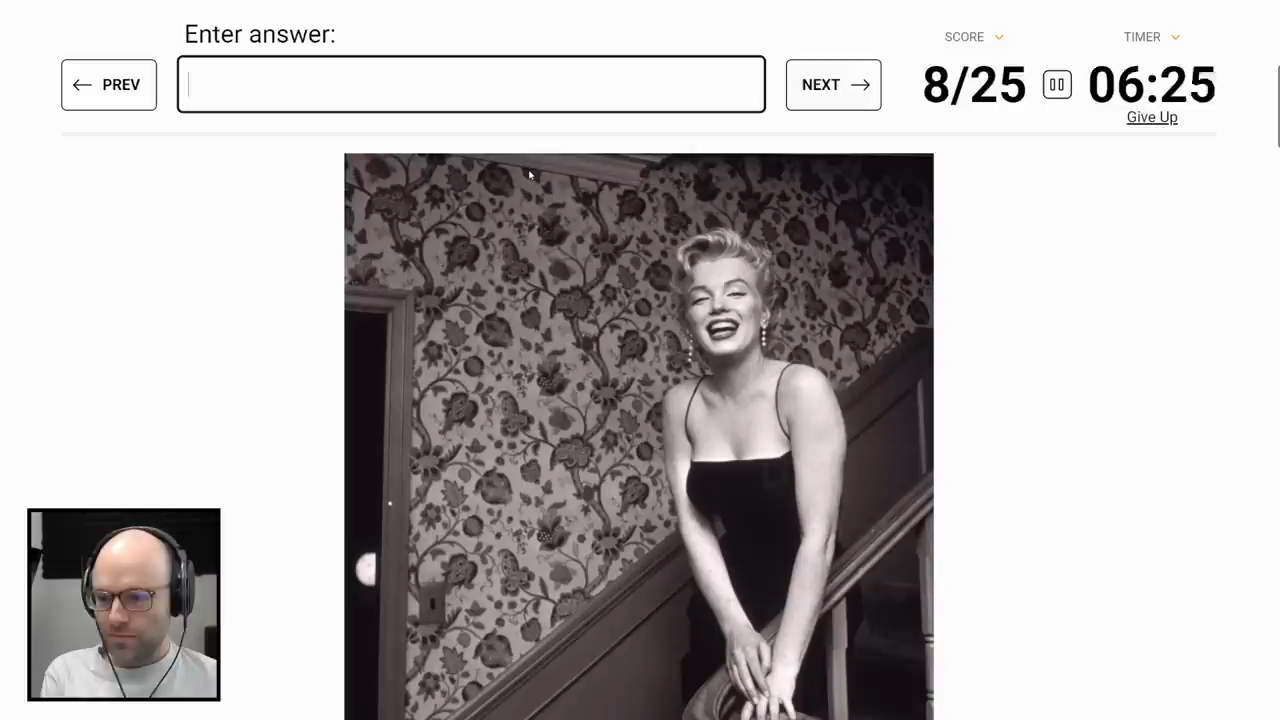 Enter answer:
SCORE
TIMER
PREV
NEXT
8/25
06:25
Give Up